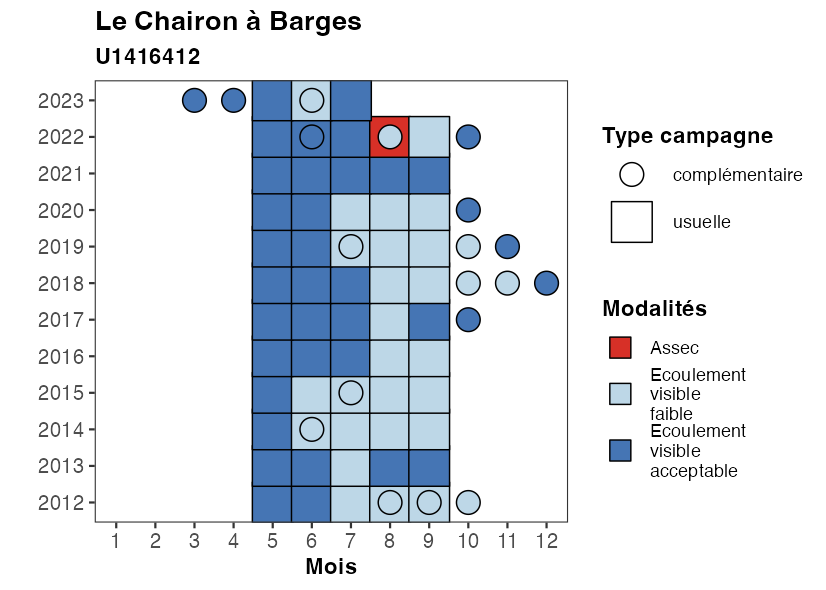 Le Chairon à Barges
U1416412
2023
2022
2021
2020
2019
2018
2017
2016
2015
2014
2013
2012
1 2 3 4 5 6 7 8 9 10 11 12
Mois
Type campagne
complémentaire
usuelle
Modalités
Assec
Ecoulement
visible
faible
Ecoulement
visible
acceptable